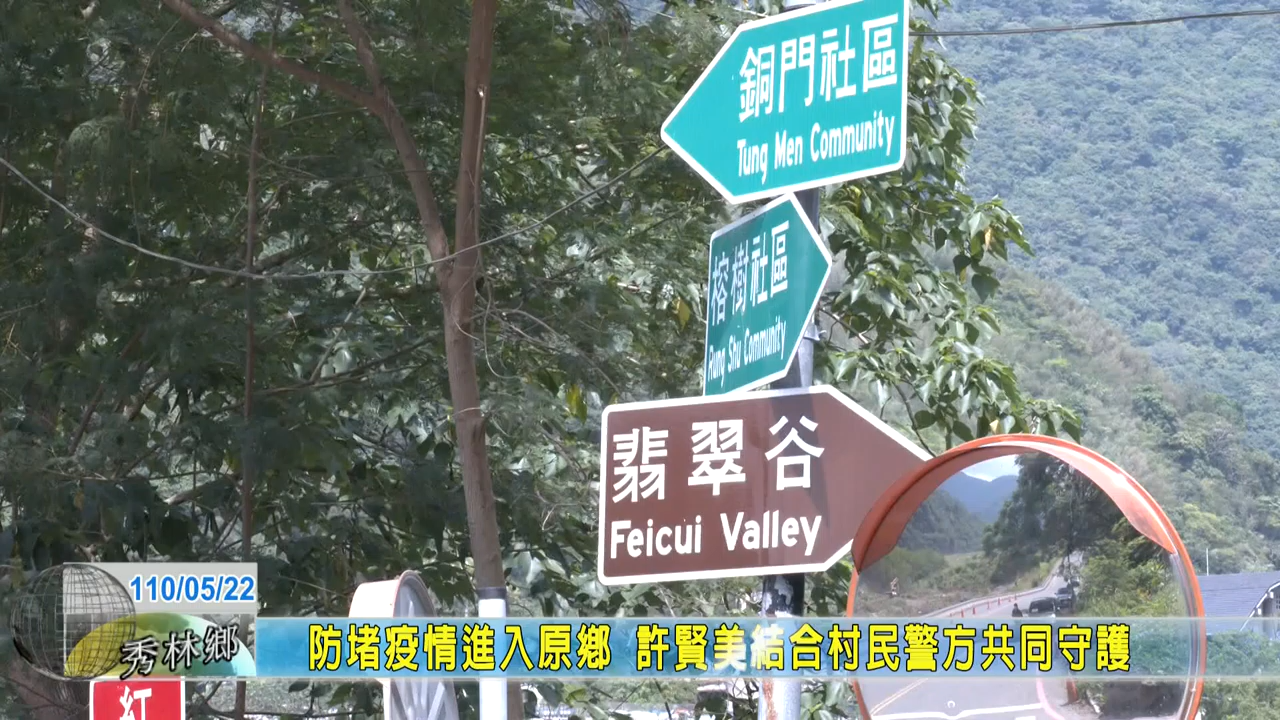 銅門社區
Tung Men Community
榕樹社區
Rung Shu Community
翡翠谷
Feicui Valley
110/05/22
秀林鄉
防堵疫情進入原鄉 許賢美結合村民警方共同守護
紅